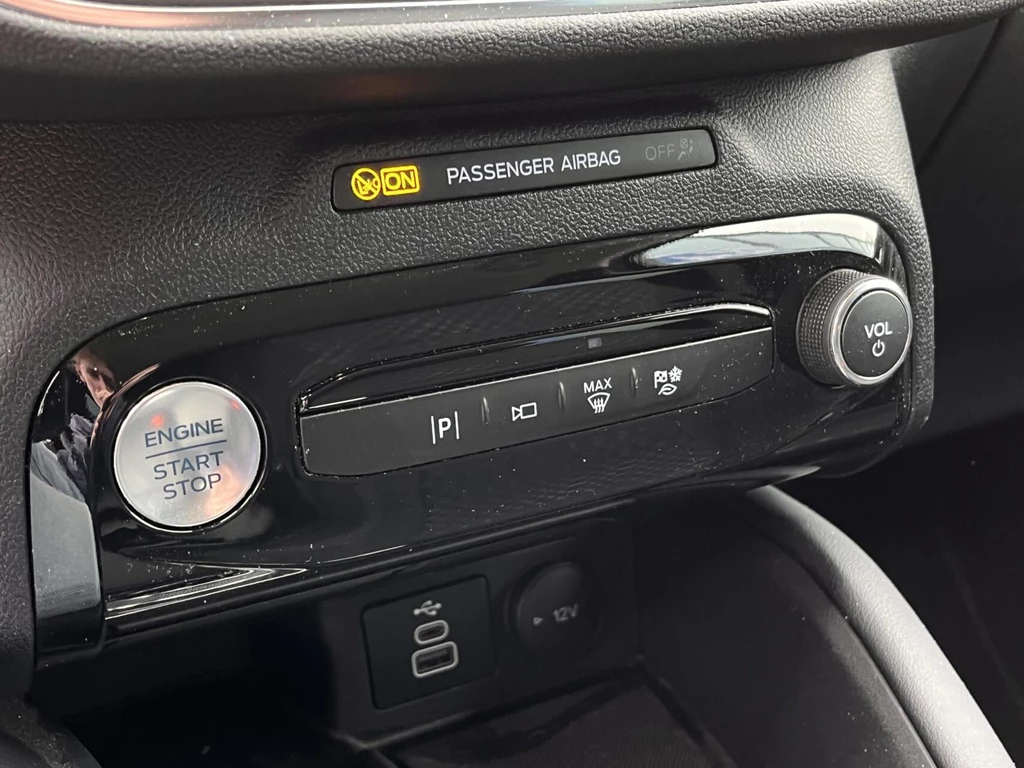 ON PASSENGER AIRBAG OFF
VOL
ENGINE
START
STOP
|P|
MAX
12V